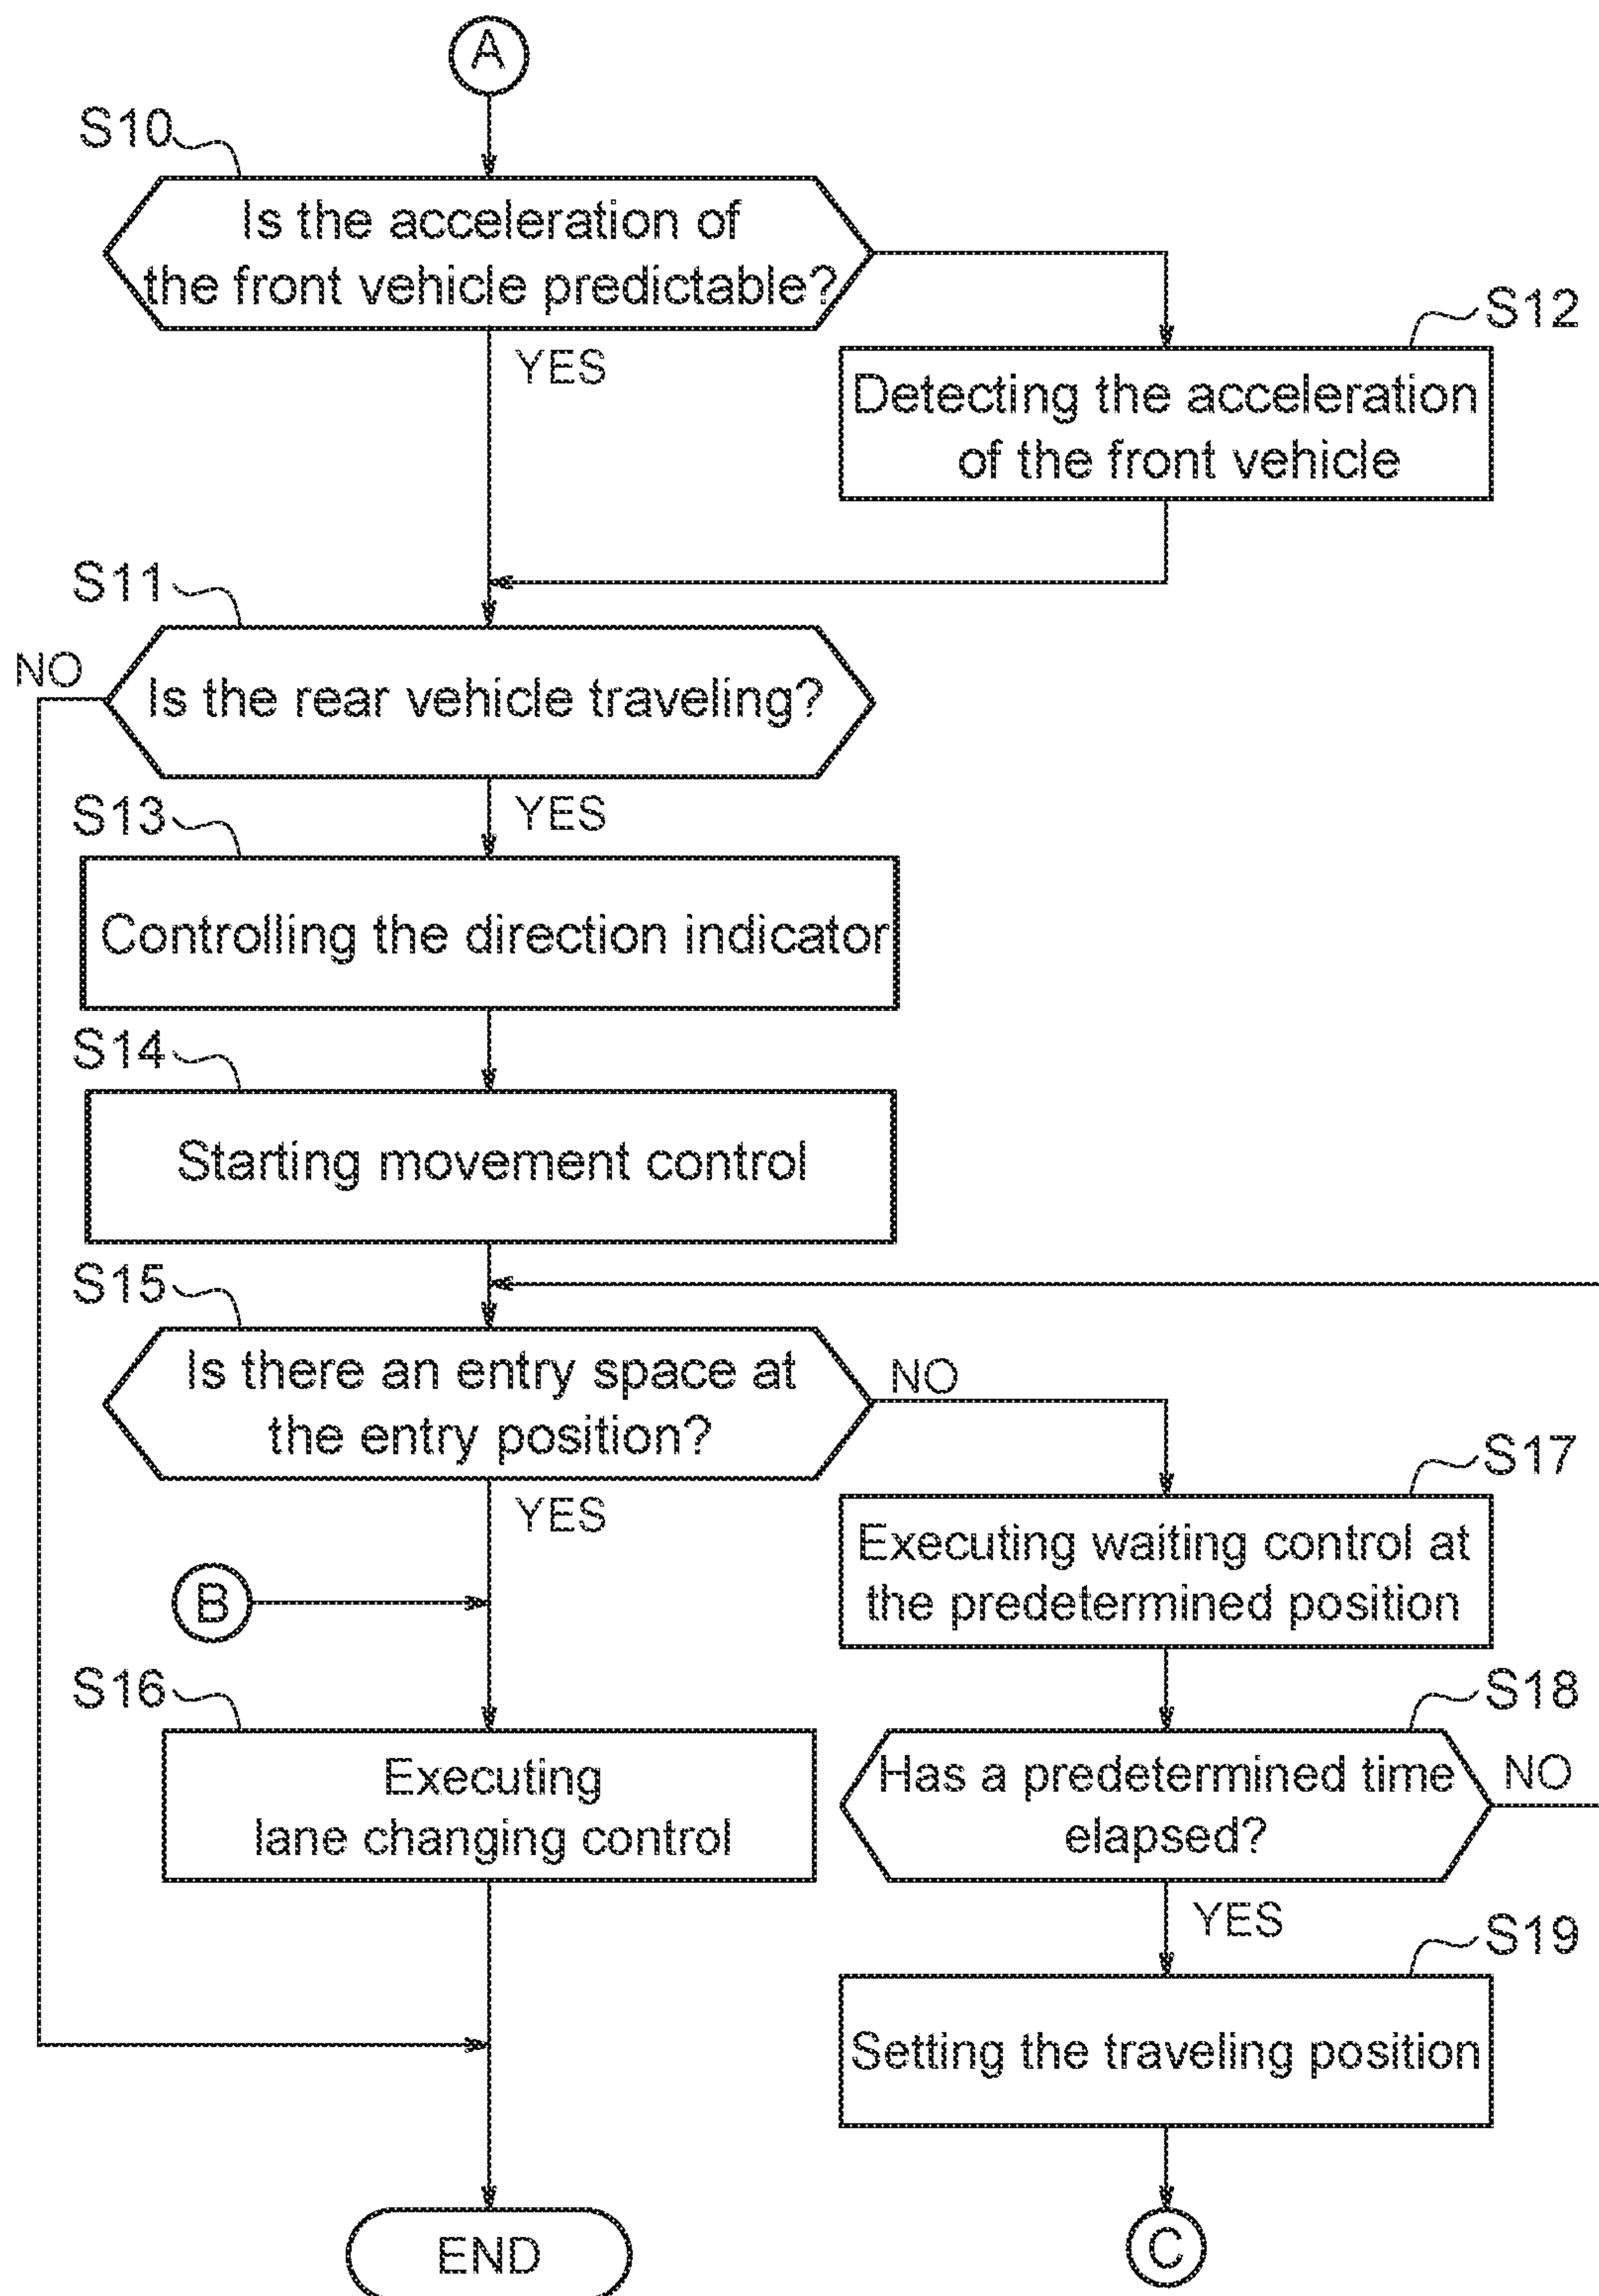 A
S10
Is the acceleration of
the front vehicle predictable?
YES
S12
Detecting the acceleration
of the front vehicle
S11
NO
Is the rear vehicle traveling?
YES
S13
Controlling the direction indicator
S14
Starting movement control
S15
Is there an entry space at
the entry position?
NO
YES
S17
Executing waiting control at
the predetermined position
B
S16
Executing
lane changing control
S18
Has a predetermined time
elapsed?
NO
YES
S19
Setting the traveling position
END
C